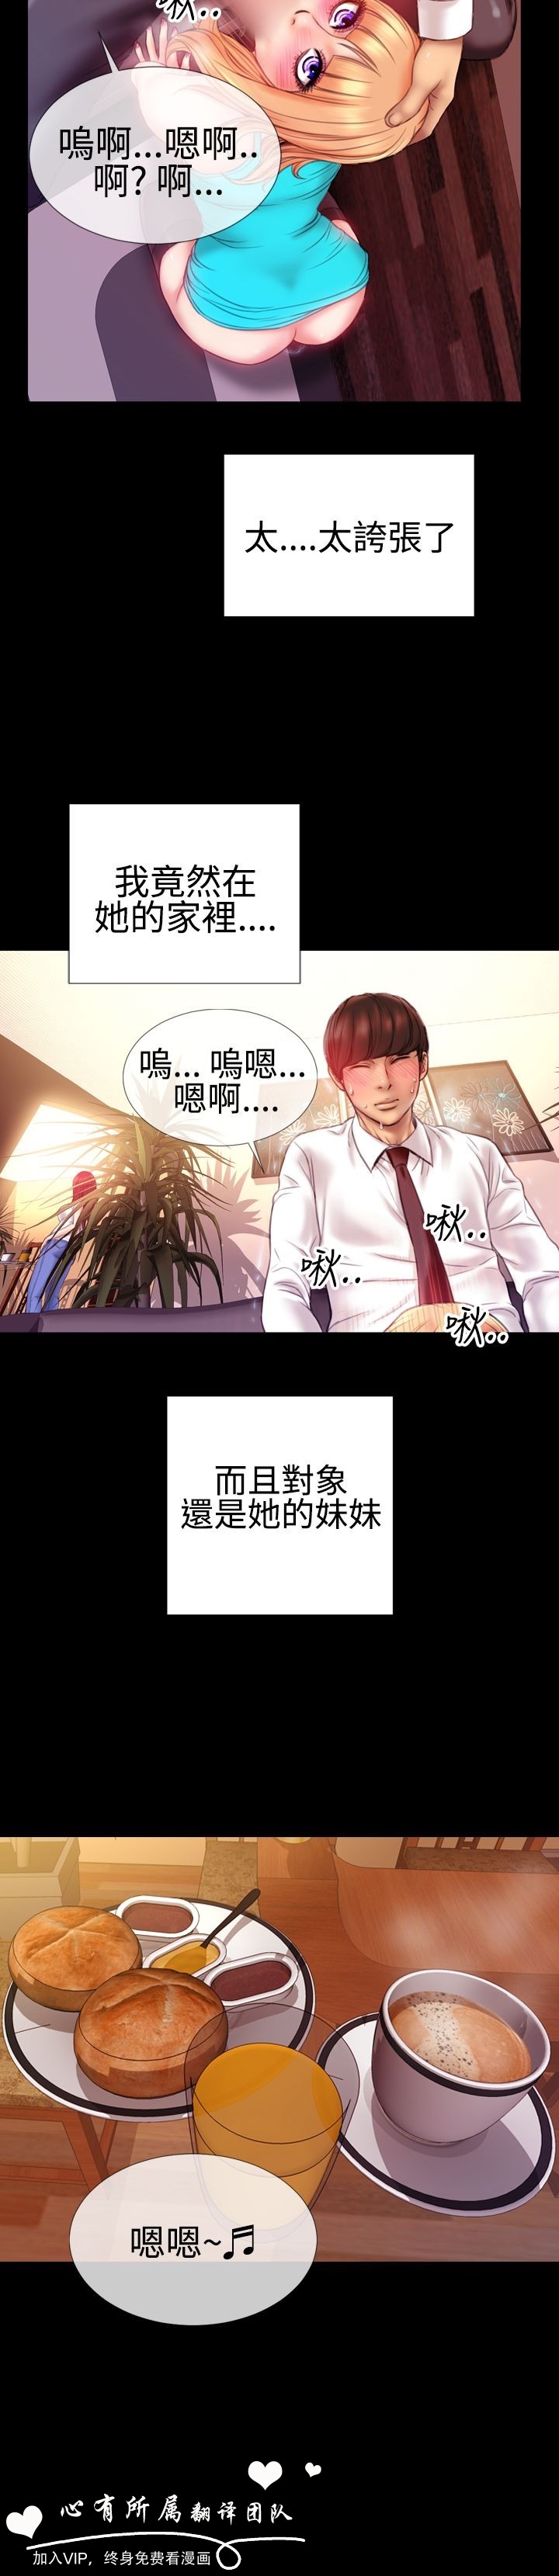 啾..
嗚啊...嗯啊..
啊? 啊...
太....太誇張了
我竟然在
她的家裡....
嗚... 嗚嗯...
嗯啊....
啾..
啾..
啾..
而且對象
還是她的妹妹
嗯嗯~♬
心有所属翻译团队
加入VIP，终身免费看漫画